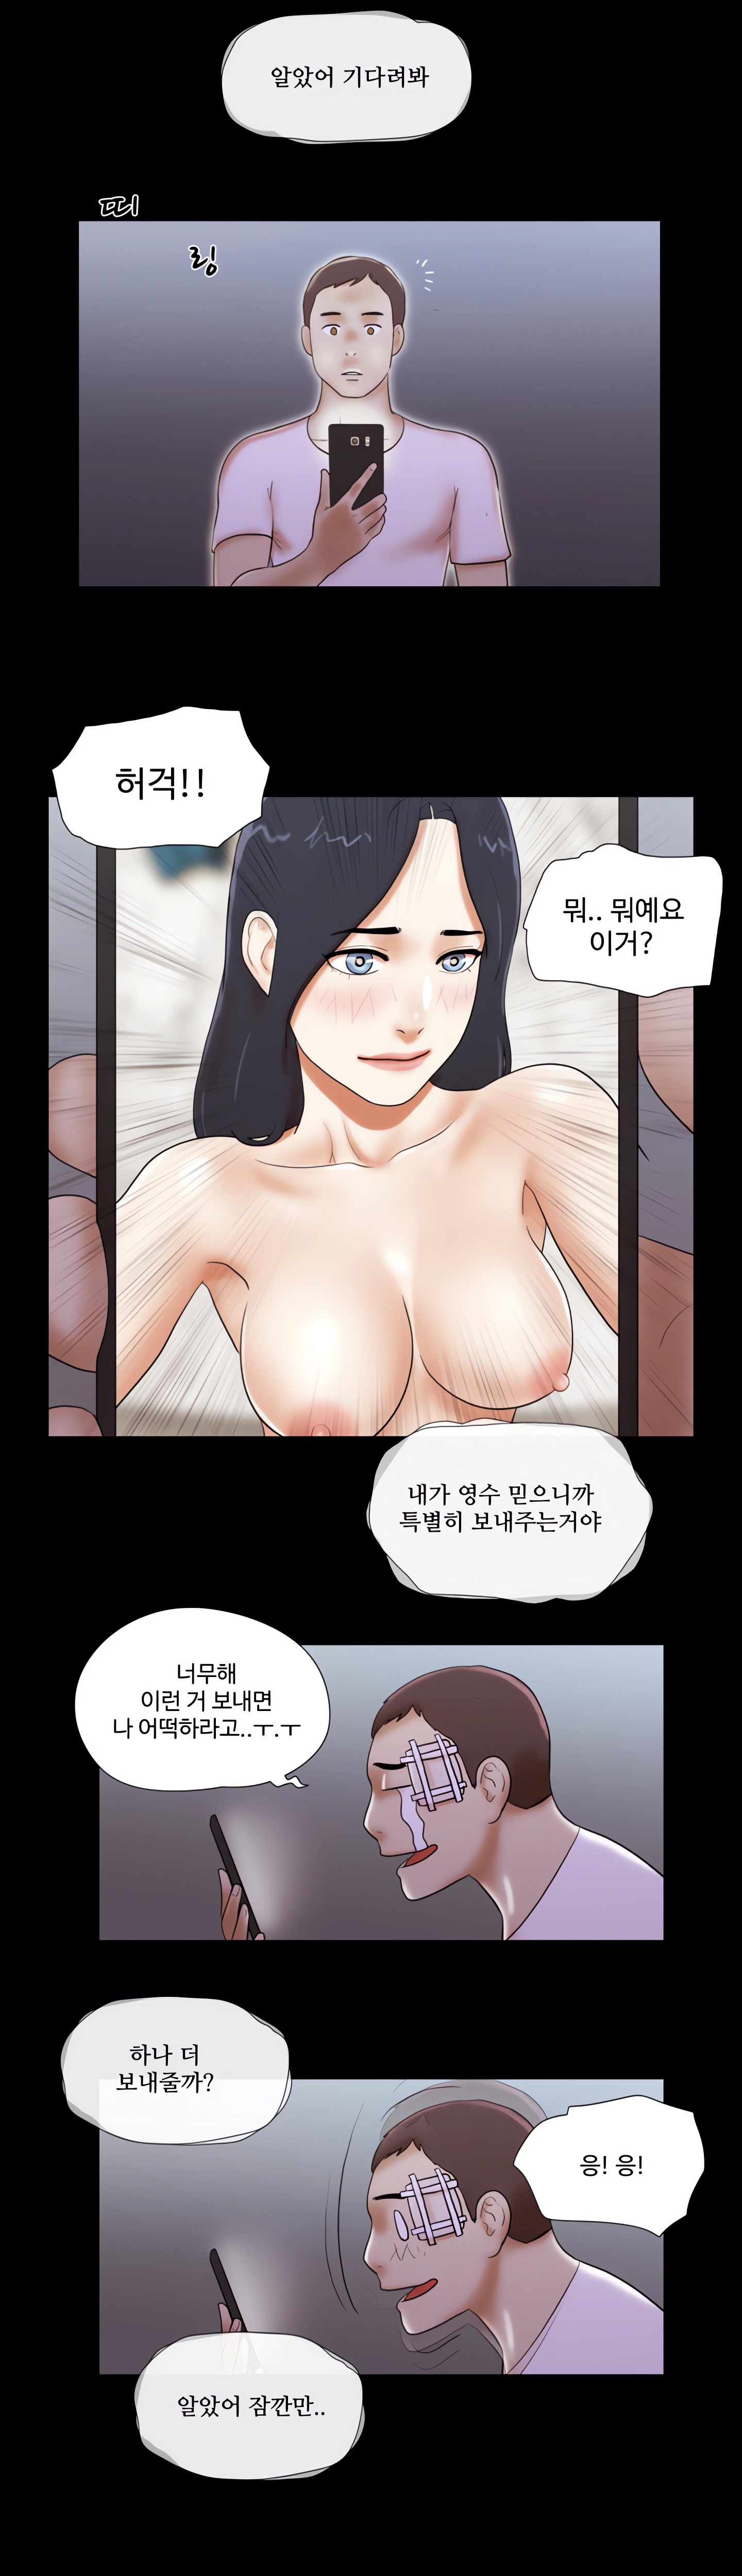 알았어 기다려봐
띠
링
허걱!!
뭐.. 뭐예요
이거?
내가 영수 믿으니까
특별히 보내주는거야
너무해
이런 거 보내면
나 어떡하라고..ㅜ.ㅜ
하나 더
보내줄까?
응! 응!
알았어 잠깐만..